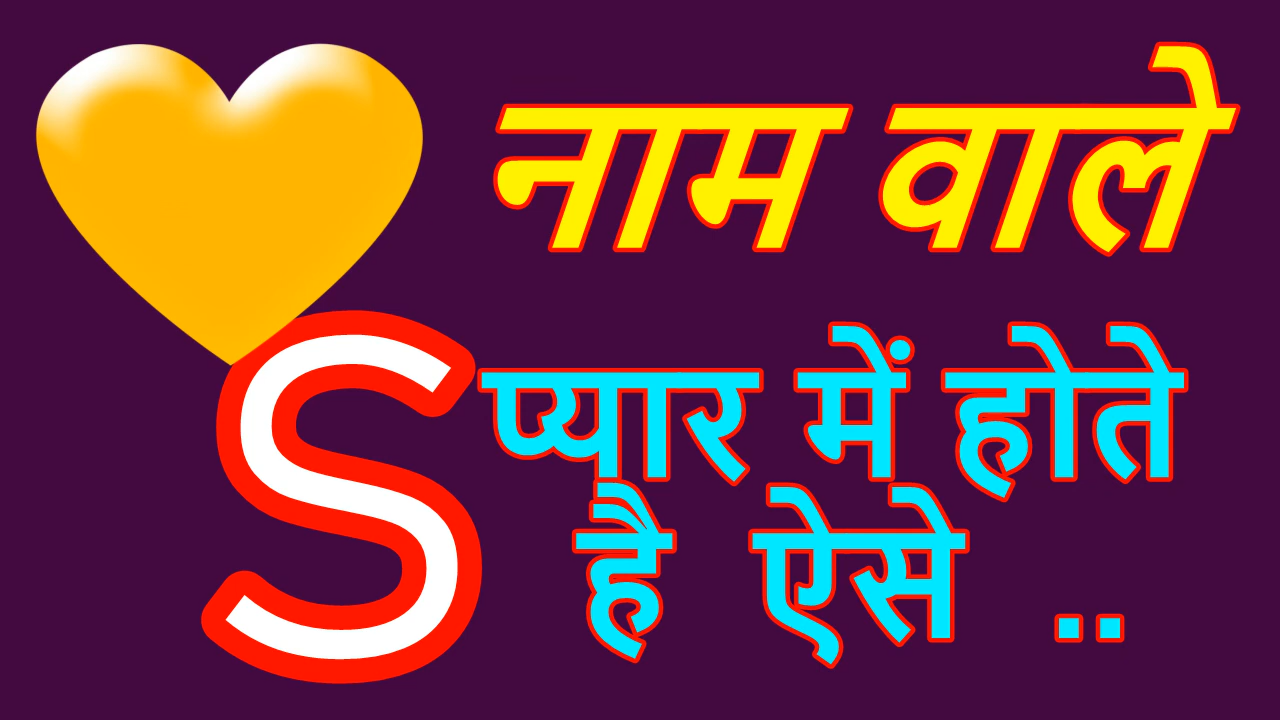 नाम वाले
S
प्यार में होते
है ऐसे ..